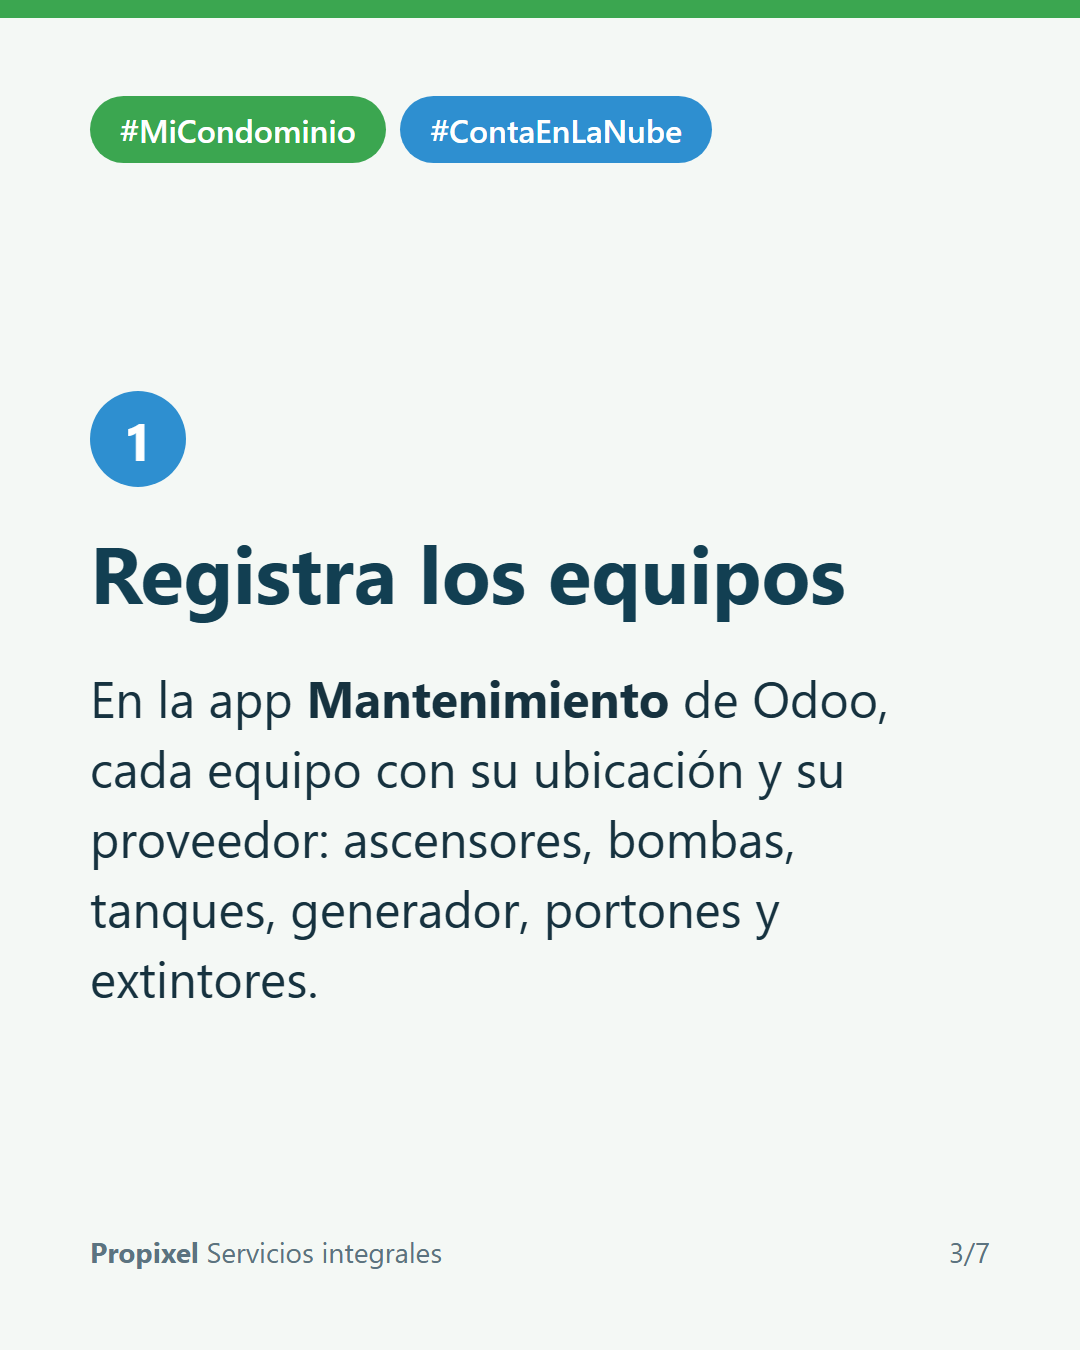 #MiCondominio #ContaEnLaNube
1
Registra los equipos
En la app Mantenimiento de Odoo,
cada equipo con su ubicación y su
proveedor: ascensores, bombas,
tanques, generador, portones y
extintores.
Propixel Servicios integrales 3/7